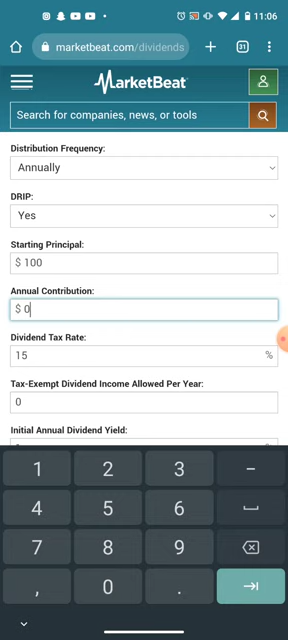 11:06
marketbeat.com/dividends
31
MarketBeat
Search for companies, news, or tools
Distribution Frequency:
Annually
DRIP:
Yes
Starting Principal:
$ 100
Annual Contribution:
$ 0
Dividend Tax Rate:
15 %
Tax-Exempt Dividend Income Allowed Per Year:
0
Initial Annual Dividend Yield:
1 2 3 -
4 5 6
7 8 9
, 0 .